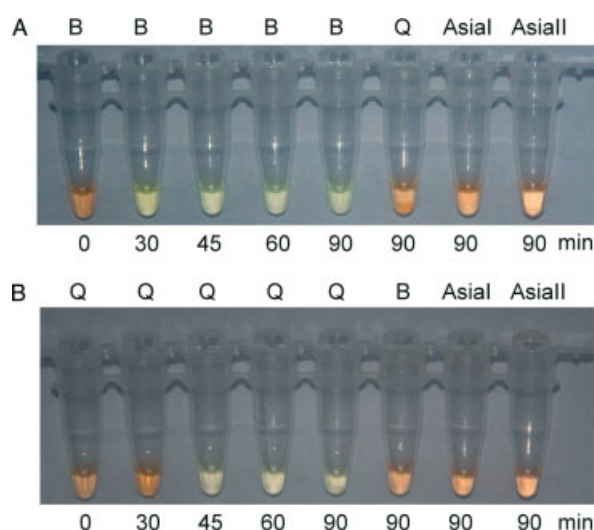 A B B B B B Q AsiaI AsiaII
0 30 45 60 90 90 90 90 min
B Q Q Q Q Q B AsiaI AsiaII
0 30 45 60 90 90 90 90 min